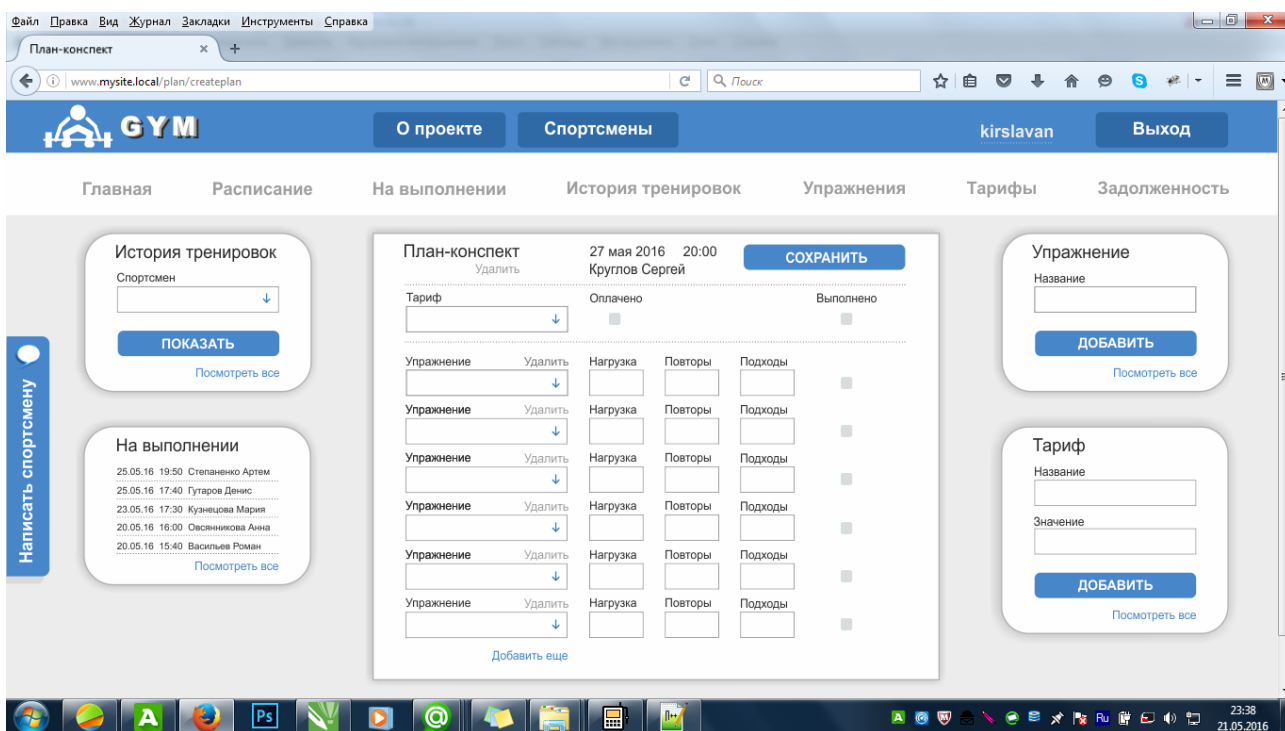 Файл Правка Вид Журнал Закладки Инструменты Справка
План-конспект × +
www.mysite.local/plan/createplan Поиск
GYM О проекте Спортсмены kirslavan Выход
Главная Расписание На выполнении История тренировок Упражнения Тарифы Задолженность
История тренировок
Спортсмен
ПОКАЗАТЬ
Посмотреть все
На выполнении
25.05.16 19:50 Степаненко Артем
25.05.16 17:40 Гутаров Денис
23.05.16 17:30 Кузнецова Мария
20.05.16 16:00 Овсянникова Анна
20.05.16 15:40 Васильев Роман
Посмотреть все
Написать спортсмену
План-конспект 27 мая 2016 20:00 СОХРАНИТЬ
Удалить Круглов Сергей
Тариф Оплачено Выполнено
Упражнение Удалить Нагрузка Повторы Подходы
Упражнение Удалить Нагрузка Повторы Подходы
Упражнение Удалить Нагрузка Повторы Подходы
Упражнение Удалить Нагрузка Повторы Подходы
Упражнение Удалить Нагрузка Повторы Подходы
Упражнение Удалить Нагрузка Повторы Подходы
Добавить еще
Упражнение
Название
ДОБАВИТЬ
Посмотреть все
Тариф
Название
Значение
ДОБАВИТЬ
Посмотреть все
Ru 23:38
21.05.2016